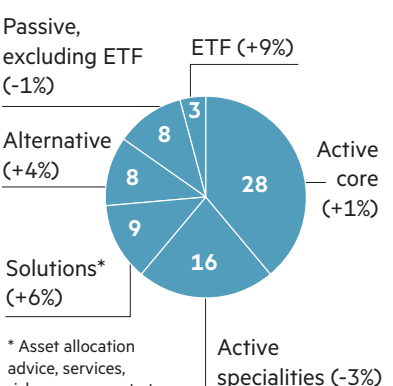 Passive,
excluding ETF
(-1%)
ETF (+9%)
3
8
Alternative
(+4%)
8
28
Active
core
(+1%)
9
16
Solutions*
(+6%)
* Asset allocation
advice, services,
Active
specialities (-3%)